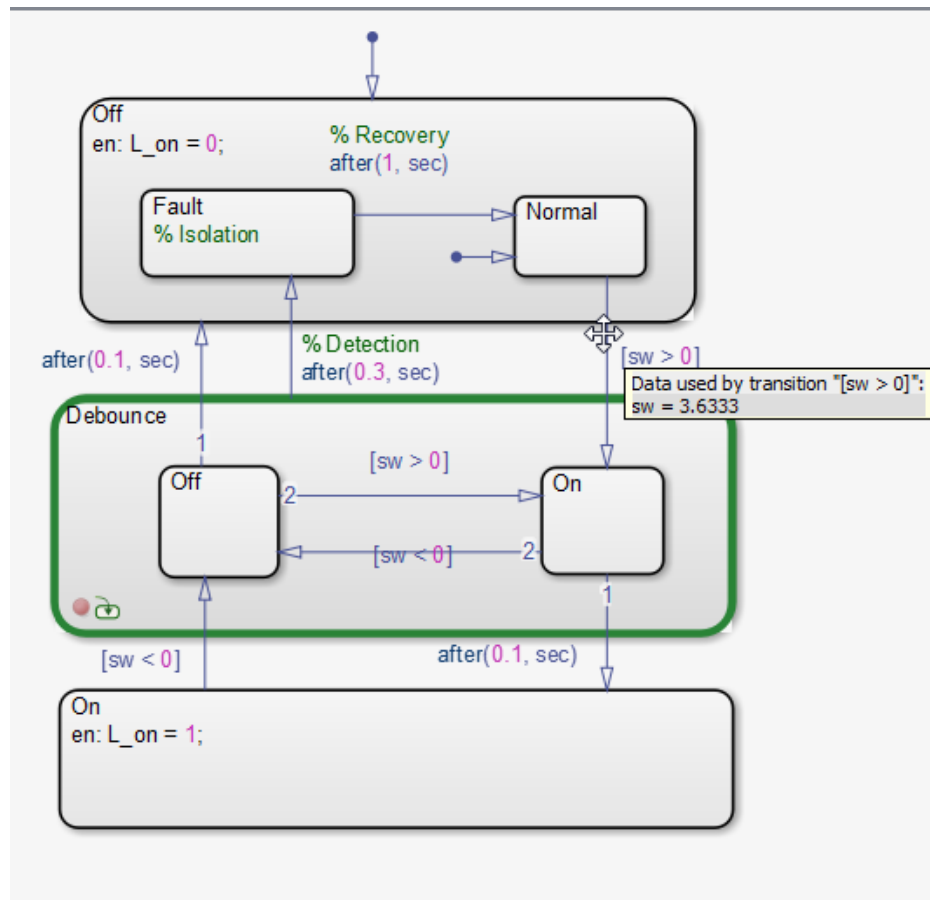 Off
en: L_on = 0;
% Recovery
after(1, sec)
Fault
% Isolation
Normal
after(0.1, sec)
% Detection
after(0.3, sec)
[sw > 0]
Data used by transition "[sw > 0]":
sw = 3.6333
Debounce
1
Off
[sw > 0]
On
2
[sw < 0]
2
1
[sw < 0]
after(0.1, sec)
On
en: L_on = 1;